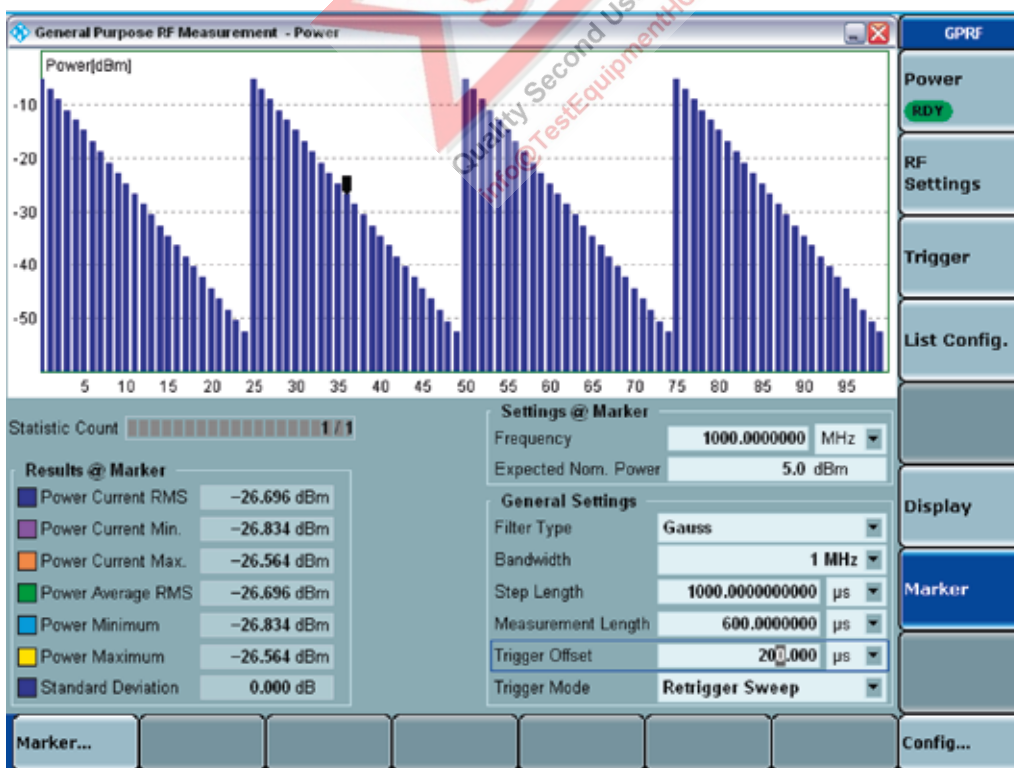 General Purpose RF Measurement - Power
GPRF
Power[dBm]
-10
-20
-30
-40
-50
5 10 15 20 25 30 35 40 45 50 55 60 65 70 75 80 85 90 95
Quality Second Us
info@TestEquipmentH
Power
RDY
RF
Settings
Trigger
List Config.
Display
Marker
Statistic Count 1 / 1
Results @ Marker
Power Current RMS −26.696 dBm
Power Current Min. −26.834 dBm
Power Current Max. −26.564 dBm
Power Average RMS −26.696 dBm
Power Minimum −26.834 dBm
Power Maximum −26.564 dBm
Standard Deviation 0.000 dB
Settings @ Marker
Frequency 1000.0000000 MHz
Expected Nom. Power 5.0 dBm
General Settings
Filter Type Gauss
Bandwidth 1 MHz
Step Length 1000.0000000000 µs
Measurement Length 600.0000000 µs
Trigger Offset 200.000 µs
Trigger Mode Retrigger Sweep
Marker...
Config...